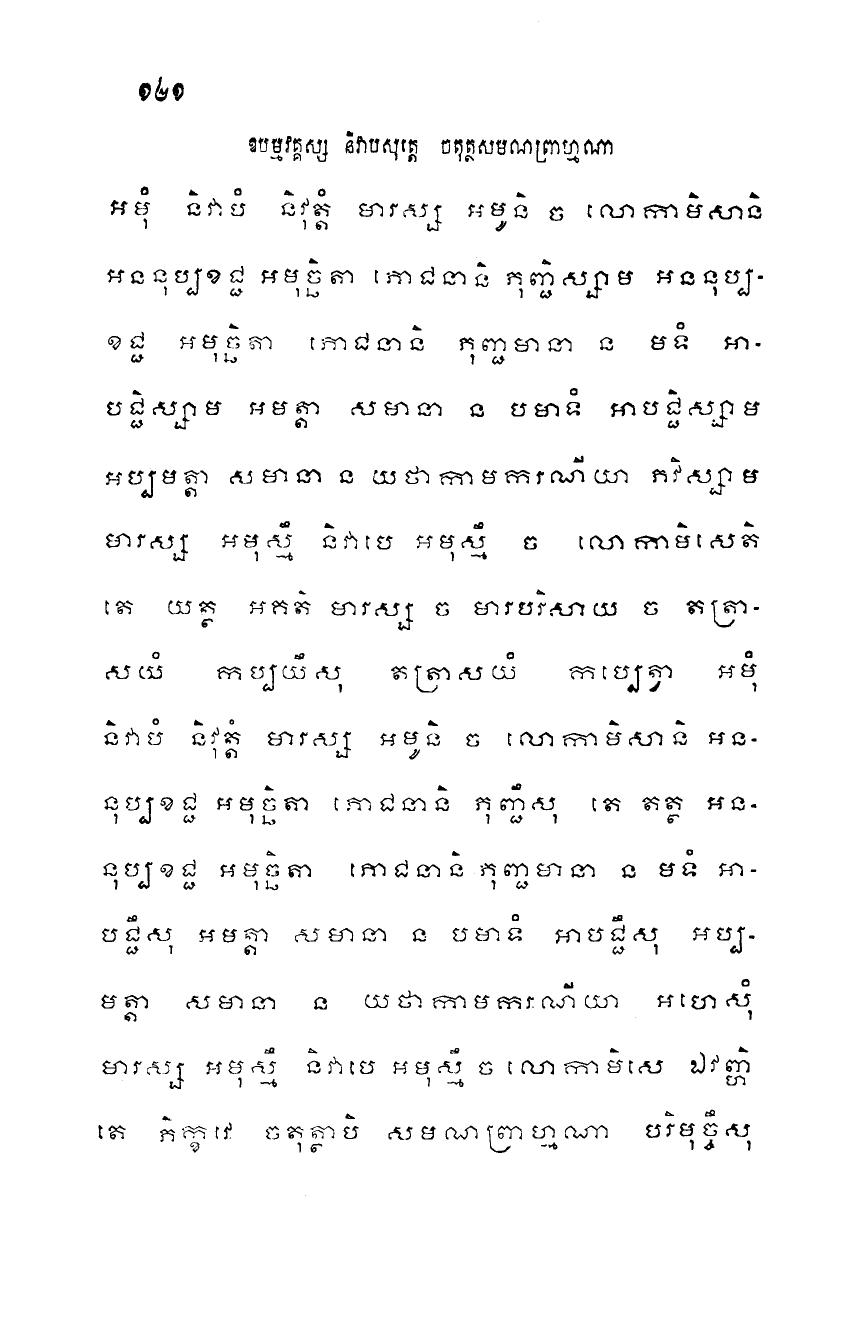 ១២១
ឧបម្មវគ្គស្ស និវាបសុត្តេ ចតុត្ថសមណព្រាហ្មណា
អមុំ និវាបំ និវុត្តំ មារស្ស អមូនិ ច លោកាមិសានិ
អននុប្បខជ្ជ អមុច្ឆិតា ភោជនានិ ភុញ្ជិស្សាម អននុប្ប-
ខជ្ជ អមុច្ឆិតា ភោជនានិ ភុញ្ជមានា ន មទំ អា-
បជ្ជិស្សាម អមត្តា សមានា ន បមាទំ អាបជ្ជិស្សាម
អប្បមត្តា សមានា ន យថាកាមករណីយា ភវិស្សាម
មារស្ស អមុស្មឹ និវាបេ អមុស្មឹ ច លោកាមិសេតិ
តេ យត្ថ អគតិ មារស្ស ច មារបរិសាយ ច តត្រា-
សយំ កប្បយឹសុ តត្រាសយំ កប្បេត្វា អមុំ
និវាបំ និវុត្តំ មារស្ស អមូនិ ច លោកាមិសានិ អន-
នុប្បខជ្ជ អមុច្ឆិតា ភោជនានិ ភុញ្ជឹសុ តេ តត្ថ អន-
នុប្បខជ្ជ អមុច្ឆិតា ភោជនានិ ភុញ្ជមានា ន មទំ អា-
បជ្ជឹសុ អមត្តា សមានា ន បមាទំ អាបជ្ជឹសុ អប្ប-
មត្តា សមានា ន យថាកាមករណីយា អហេសុំ
មារស្ស អមុស្មឹ និវាបេ អមុស្មឹ ច លោកាមិសេ ឯវញ្ហិ
តេ ភិក្ខវេ ចតុត្ថាបិ សមណព្រាហ្មណា បរិមុច្ចឹសុ